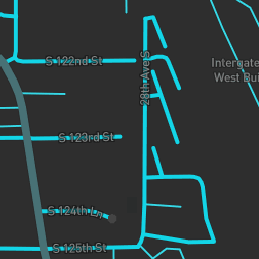 S 122nd St
28th Ave S
Intergate
West Bui
S 123rd St
S 124th Ln
S 125th St